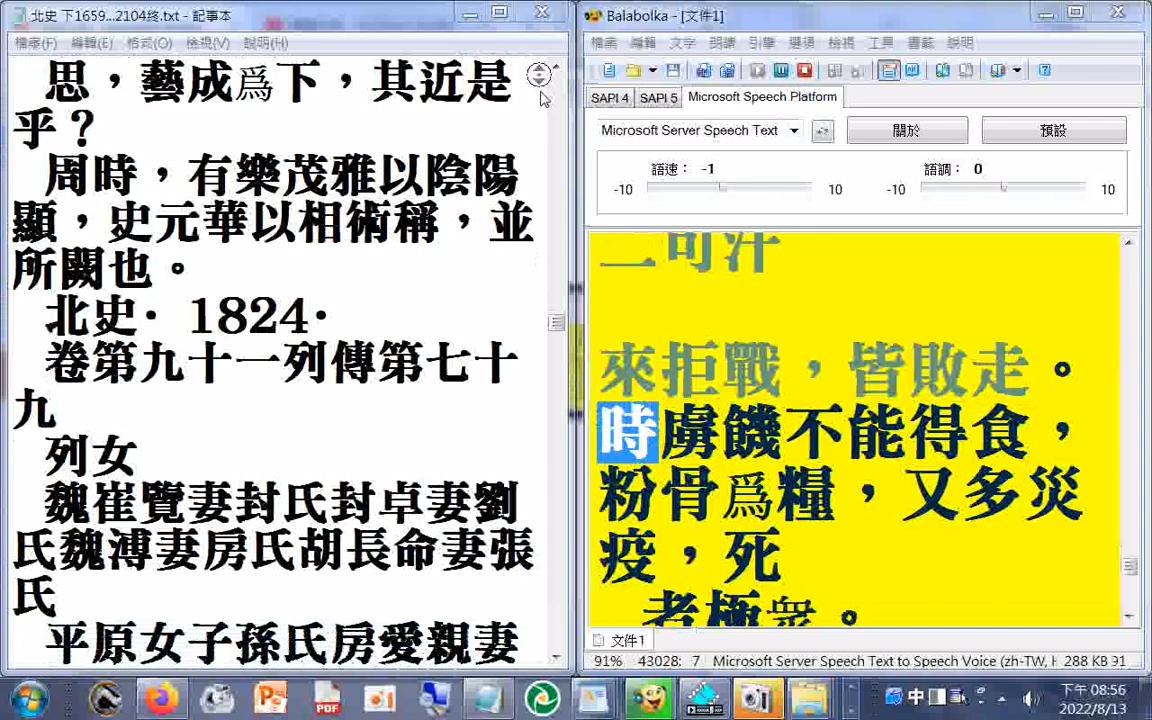 北史 下1659...2104终.txt - 記事本
檔案(F) 編輯(E) 格式(O) 檢視(V) 說明(H)
思，藝成爲下，其近是
乎？
周時，有樂茂雅以陰陽
顯，史元華以相術稱，並
所闕也。
北史· 1824·
卷第九十一列傳第七十
九
列女
魏崔覽妻封氏封卓妻劉
氏魏溥妻房氏胡長命妻張
氏
平原女子孫氏房愛親妻
Balabolka - [文件1]
檔案 編輯 文字 朗讀 引擎 選項 檢視 工具 書籤 說明
SAPI 4 SAPI 5 Microsoft Speech Platform
Microsoft Server Speech Text 關於 預設
語速： -1 語調： 0
-10 10 -10 10
二可汗
來拒戰，皆敗走。
時虜饑不能得食，
粉骨爲糧，又多災
疫，死
者極衆。
文件1
91% 43028: 7 Microsoft Server Speech Text to Speech Voice (zh-TW, H 288 KB 91
PDF 中 下午 08:56
2022/8/13